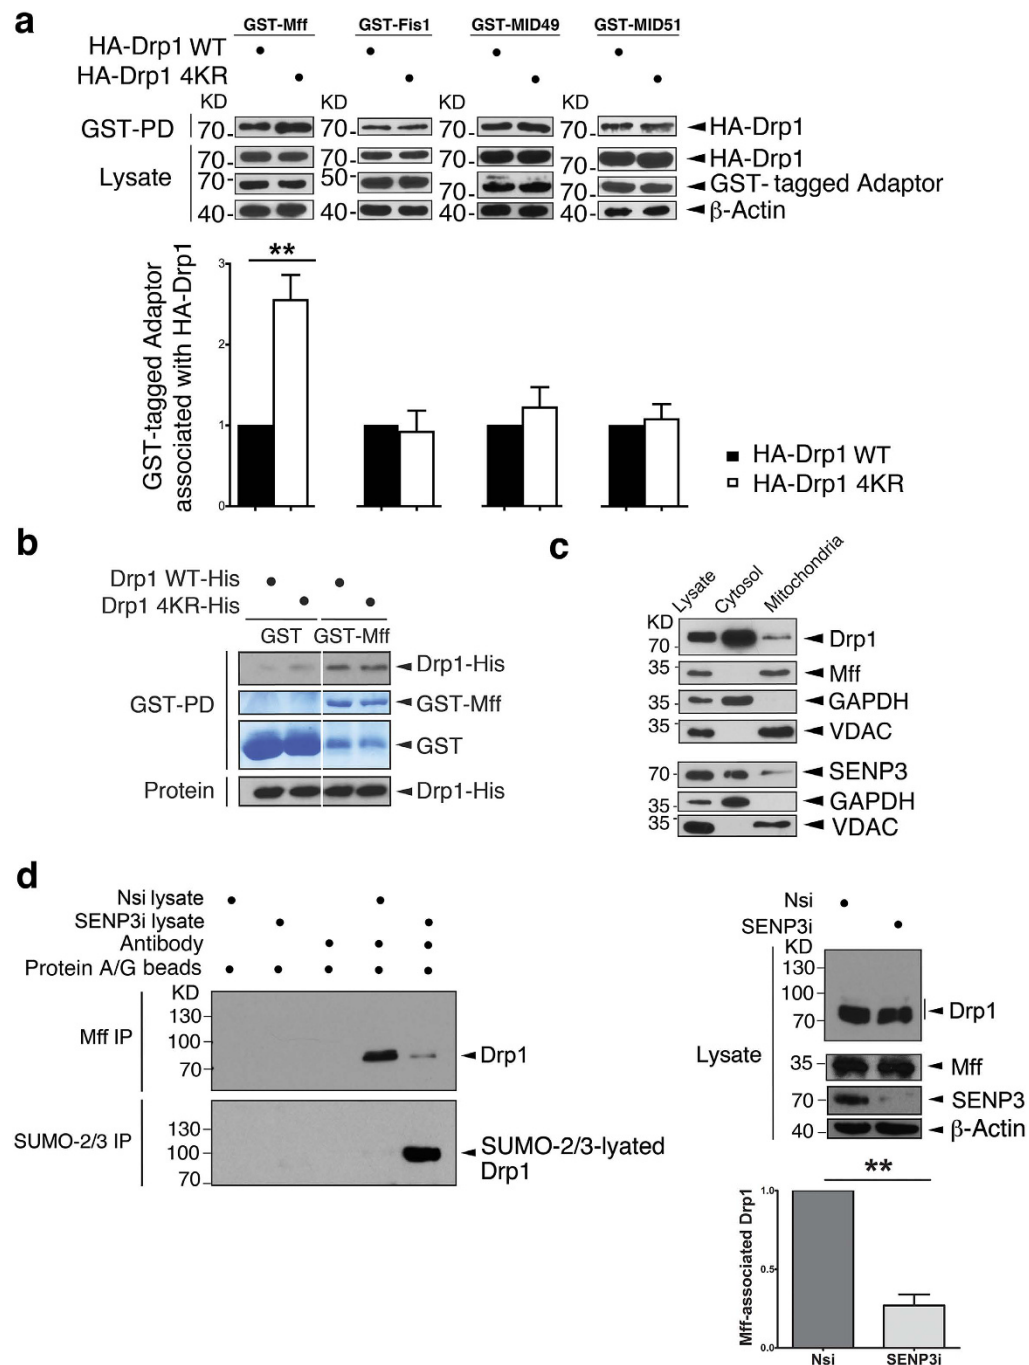 a
GST-Mff GST-Fis1 GST-MID49 GST-MID51
HA-Drp1 WT • • • •
HA-Drp1 4KR • • • •
KD KD KD KD
GST-PD 70- 70- 70- 70- ◄HA-Drp1
Lysate
70- 70- 70- 70- ◄HA-Drp1
70- 50- 70- 70- ◄GST- tagged Adaptor
40- 40- 40- 40- ◄β-Actin
GST-tagged Adaptor
associated with HA-Drp1
**
3
2
1
0
HA-Drp1 WT
HA-Drp1 4KR
b
Drp1 WT-His • •
Drp1 4KR-His • •
GST GST-Mff
GST-PD
◄Drp1-His
◄GST-Mff
◄GST
Protein ◄Drp1-His
c
Lysate Cytosol Mitochondria
KD
70- ◄Drp1
35- ◄Mff
35- ◄GAPDH
35- ◄VDAC
70- ◄SENP3
35- ◄GAPDH
35- ◄VDAC
d
Nsi lysate • •
SENP3i lysate • •
Antibody • • •
Protein A/G beads • • • • •
KD
Mff IP
130-
100-
70-
◄Drp1
SUMO-2/3 IP
130-
100-
70-
◄SUMO-2/3-lyated
Drp1
Nsi •
SENP3i •
KD
Lysate
130-
100-
70-
◄Drp1
35- ◄Mff
70- ◄SENP3
40- ◄β-Actin
**
Mff-associated Drp1
1.0
0.5
0.0
Nsi SENP3i